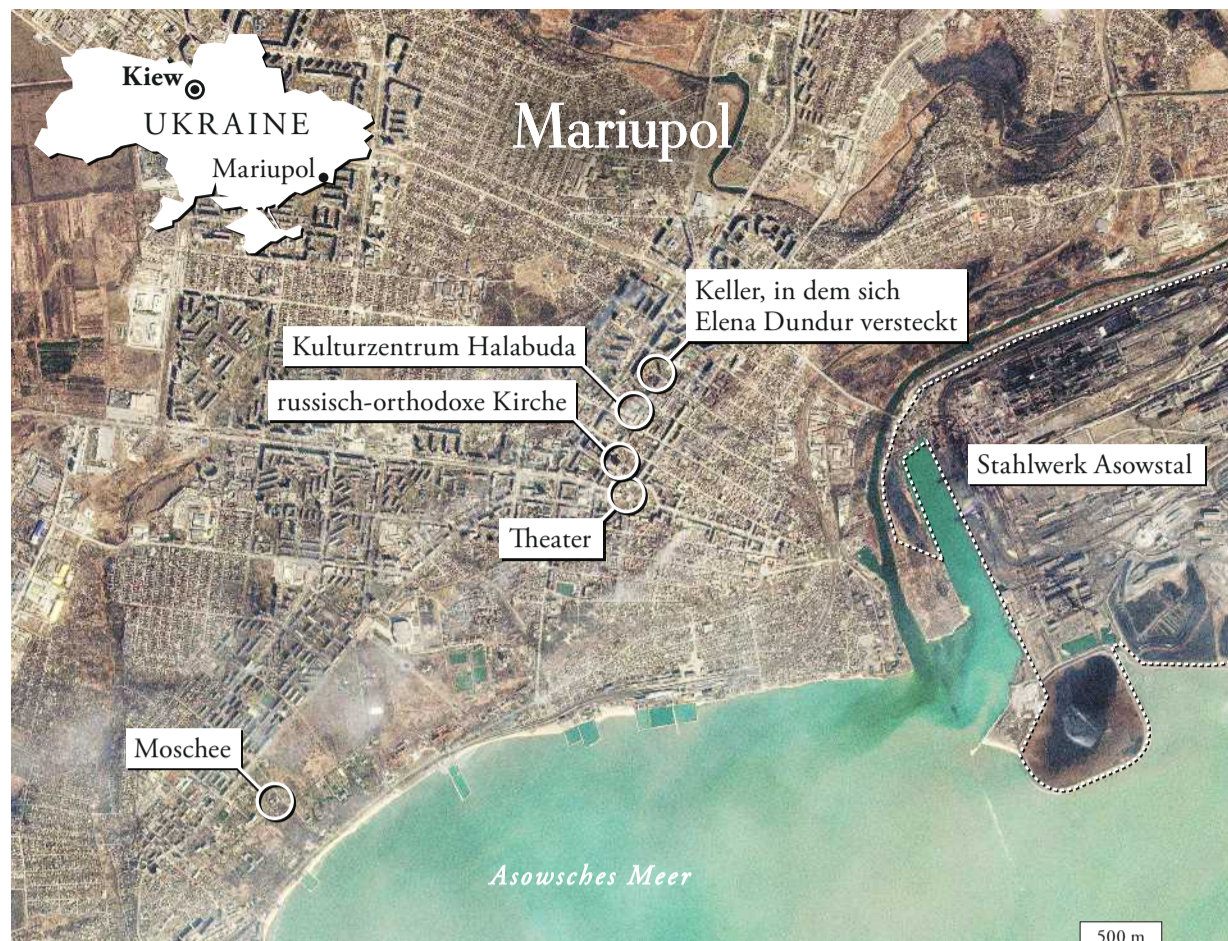 Kiew
UKRAINE
Mariupol
Mariupol
Keller, in dem sich
Elena Dundur versteckt
Kulturzentrum Halabuda
russisch-orthodoxe Kirche
Stahlwerk Asowstal
Theater
Moschee
Asowsches Meer
500 m